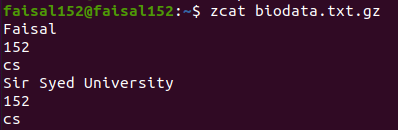 faisal152@faisal152:~$ zcat biodata.txt.gz
Faisal
152
cs
Sir Syed University
152
cs